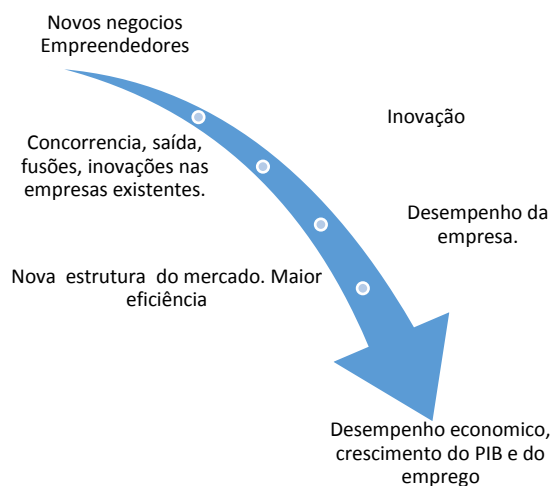 Novos negocios
Empreendedores
Inovação
Concorrencia, saída,
fusões, inovações nas
empresas existentes.
Desempenho da
empresa.
Nova  estrutura  do mercado. Maior
eficiência
Desempenho economico,
crescimento do PIB e do
emprego